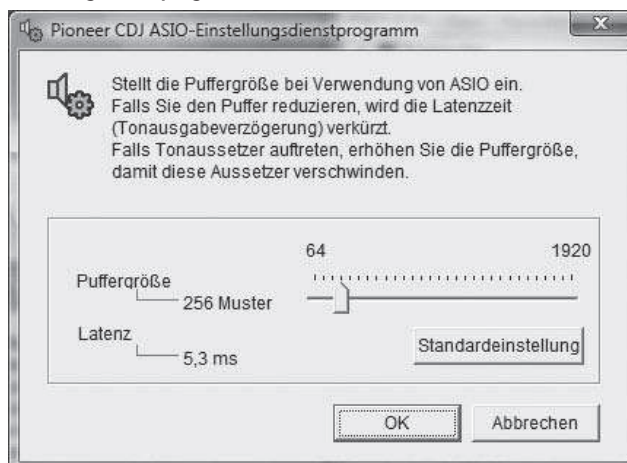 Pioneer CDJ ASIO-Einstellungsdienstprogramm
X
Stellt die Puffergröße bei Verwendung von ASIO ein.
Falls Sie den Puffer reduzieren, wird die Latenzzeit
(Tonausgabeverzögerung) verkürzt.
Falls Tonaussetzer auftreten, erhöhen Sie die Puffergröße,
damit diese Aussetzer verschwinden.
64 1920
Puffergröße
256 Muster
Latenz
5,3 ms
Standardeinstellung
OK Abbrechen